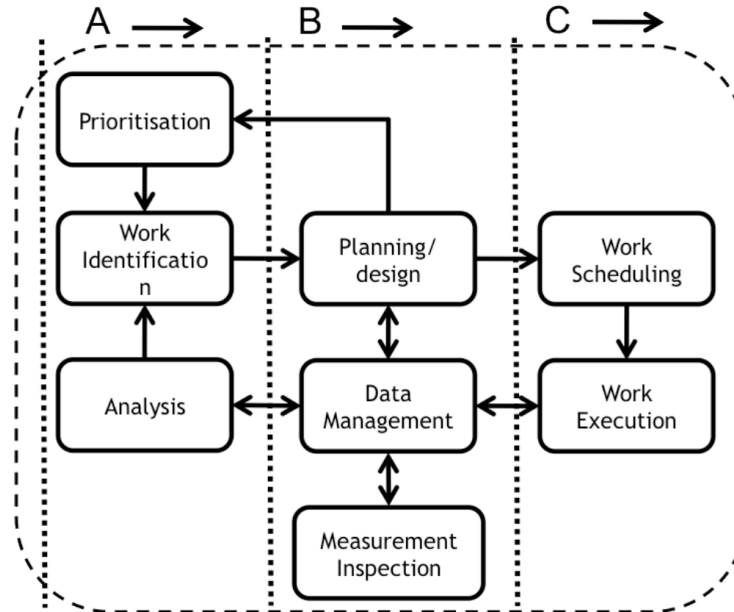 A
B
C
Prioritisation
Work
Identificatio
n
Planning/
design
Work
Scheduling
Analysis
Data
Management
Work
Execution
Measurement
Inspection